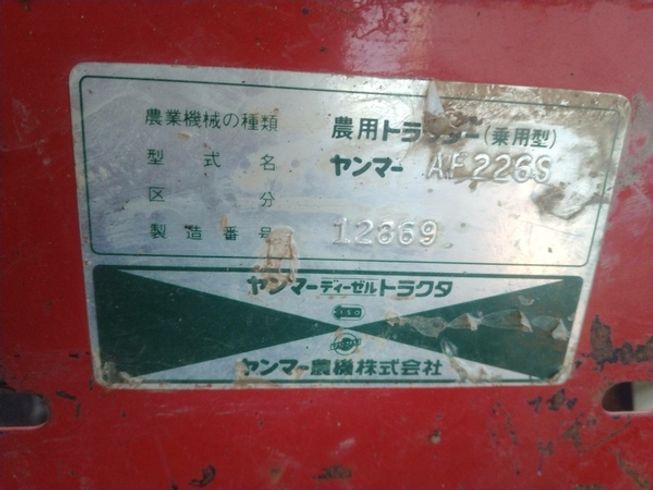 農業機械の種類 農用トラクター(乗用型)
型式名 ヤンマー AF226S
区分
製造番号 12869
ヤンマーディーゼルトラクタ
ヤンマー農機株式会社